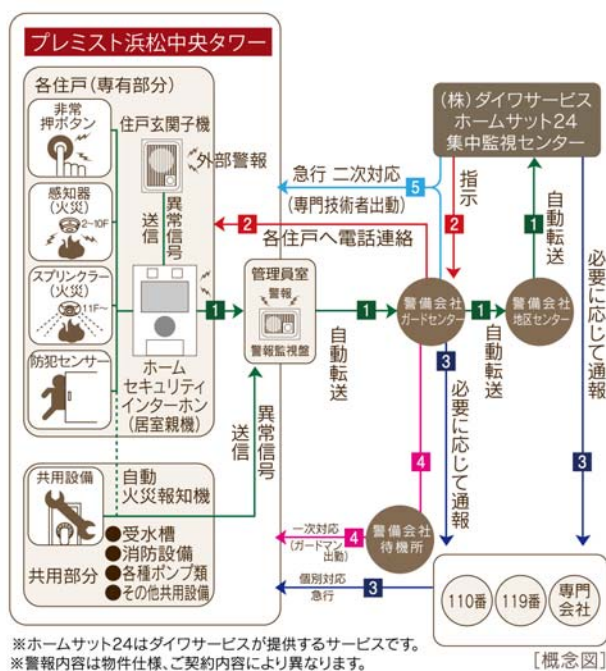 プレミスト浜松中央タワー
各住戸(専有部分)
非常
押ボタン
住戸玄関子機
外部警報
感知器
(火災)
2~10F
異常信号
送信
スプリンクラー
(火災)
11F~
防犯センサー
ホーム
セキュリティ
インターホン
(居室親機)
1
管理員室
警報
警報監視盤
異常信号
送信
共用設備
自動
火災報知機
●受水槽
●消防設備
●各種ポンプ類
●その他共用設備
共用部分
(株)ダイワサービス
ホームサット24
集中監視センター
急行 二次対応
5
(専門技術者出動)
指示
2
2
各住戸へ電話連絡
1
自動転送
警備会社
ガードセンター
1
自動転送
警備会社
地区センター
1
自動転送
必要に応じて通報
3
3
必要に応じて通報
4
一次対応
(ガードマン
出動)
4
警備会社
待機所
個別対応
急行
3
110番
119番
専門
会社
※ホームサット24はダイワサービスが提供するサービスです。
※警報内容は物件仕様、ご契約内容により異なります。
[概念図]